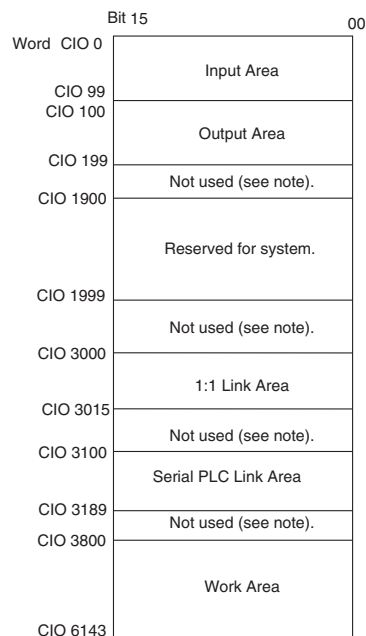 Bit 15 00
Word CIO 0
Input Area
CIO 99
CIO 100
Output Area
CIO 199
Not used (see note).
CIO 1900
Reserved for system.
CIO 1999
Not used (see note).
CIO 3000
1:1 Link Area
CIO 3015
Not used (see note).
CIO 3100
Serial PLC Link Area
CIO 3189
Not used (see note).
CIO 3800
Work Area
CIO 6143